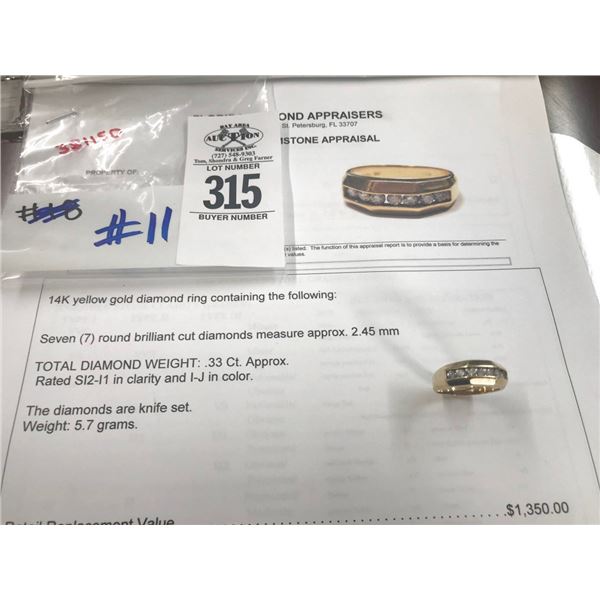 OND APPRAISERS
St. Petersburg, FL 33707
STONE APPRAISAL
BAY AREA
AUCTION
SERVICES INC.
(727) 548-9303
Tom, Shondra & Greg Farner
LOT NUMBER
315
BUYER NUMBER
PROPERTY OF:
#11
listed. The function of this appraisal report is to provide a basis for determining the
values.
14K yellow gold diamond ring containing the following:
Seven (7) round brilliant cut diamonds measure approx. 2.45 mm
TOTAL DIAMOND WEIGHT: .33 Ct. Approx.
Rated SI2-I1 in clarity and I-J in color.
The diamonds are knife set.
Weight: 5.7 grams.
Retail Replacement Value $1,350.00